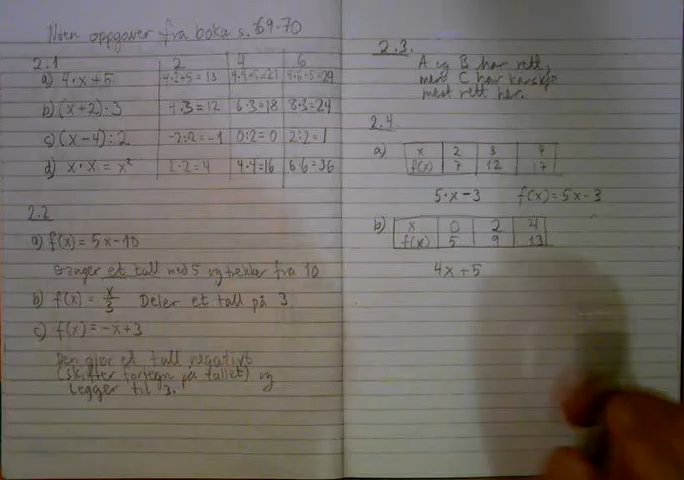 Noen oppgaver fra boka s. 69-70
2.1 2 4 6
a) 4·x+5 4·2+5=13 4·4+5=21 4·6+5=29
b) (x+2)·3 4·3=12 6·3=18 8·3=24
c) (x-4):2 -2:2=-1 0:2=0 2:2=1
d) x·x=x² 2·2=4 4·4=16 6·6=36
2.2
a) f(x)=5x-10
Ganger et tall med 5 og trekker fra 10
b) f(x)=x/3 Deler et tall på 3
c) f(x)=-x+3
Den gjør et tall negativt
(skifter fortegn på tallet) og
legger til 3.
2.3.
A og B har rett,
men C har kanskje
mest rett her.
2.4
a) x 2 3 4
f(x) 7 12 17
5·x-3 f(x)=5x-3
b) x 0 2 4
f(x) 5 9 13
4x+5